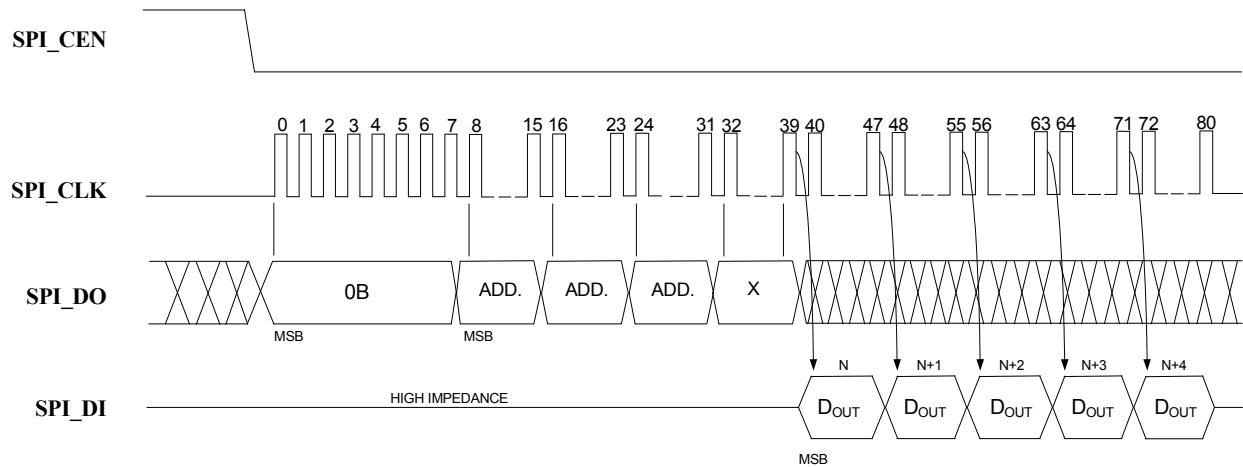 SPI_CEN
0 1 2 3 4 5 6 7 8 15 16 23 24 31 32 39 40 47 48 55 56 63 64 71 72 80
SPI_CLK
SPI_DO
0B ADD. ADD. ADD. X
MSB MSB
N N+1 N+2 N+3 N+4
SPI_DI
HIGH IMPEDANCE
DOUT DOUT DOUT DOUT DOUT
MSB